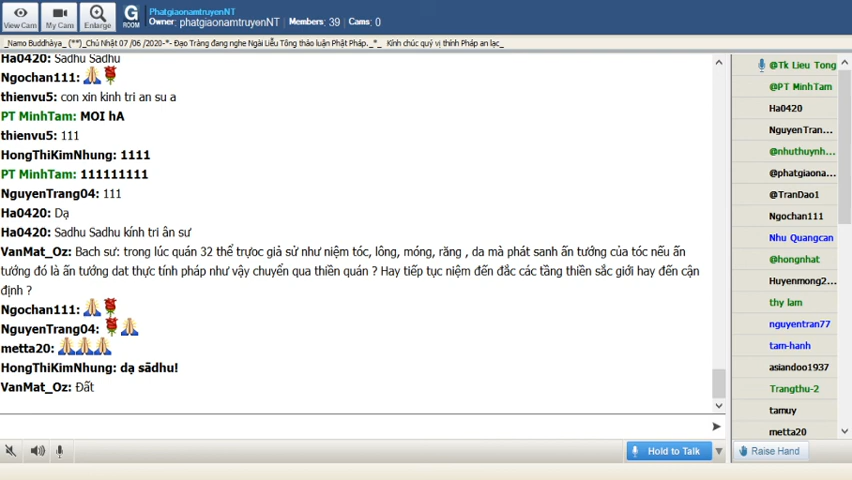 View Cam
My Cam
Enlarge
G
ROOM
PhatgiaonamtruyenNT
Owner: phatgiaonamtruyenNT Members: 39 Cams: 0
_Namo Buddhàya_ (**)_Chủ Nhật 07 /06 /2020-*- Đạo Tràng đang nghe Ngài Liễu Tông thảo luận Phật Pháp._*_ Kính chúc quý vị thính Pháp an lạc_
Ha0420: Sadhu Sadhu
Ngochan111:
thienvu5: con xin kinh tri an su a
PT MinhTam: MOI hA
thienvu5: 111
HongThiKimNhung: 1111
PT MinhTam: 111111111
NguyenTrang04: 111
Ha0420: Dạ
Ha0420: Sadhu Sadhu kính tri ân sư
VanMat_Oz: Bach sư: trong lúc quán 32 thể trược giả sử như niệm tóc, lông, móng, răng , da mà phát sanh ấn tướng của tóc nếu ấn
tướng đó là ấn tướng dat thực tính pháp như vậy chuyển qua thiền quán ? Hay tiếp tục niệm đến đắc các tầng thiền sắc giới hay đến cận
định ?
Ngochan111:
NguyenTrang04:
metta20:
HongThiKimNhung: dạ sādhu!
VanMat_Oz: Đất
Hold to Talk
Raise Hand
@Tk Lieu Tong
@PT MinhTam
Ha0420
NguyenTran...
@nhuthuynh...
@phatgiaona...
@TranDao1
Ngochan111
Nhu Quangcan
@hongnhat
Huyenmong2...
thy lam
nguyentran77
tam-hanh
asiandoo1937
Trangthu-2
tamuy
metta20